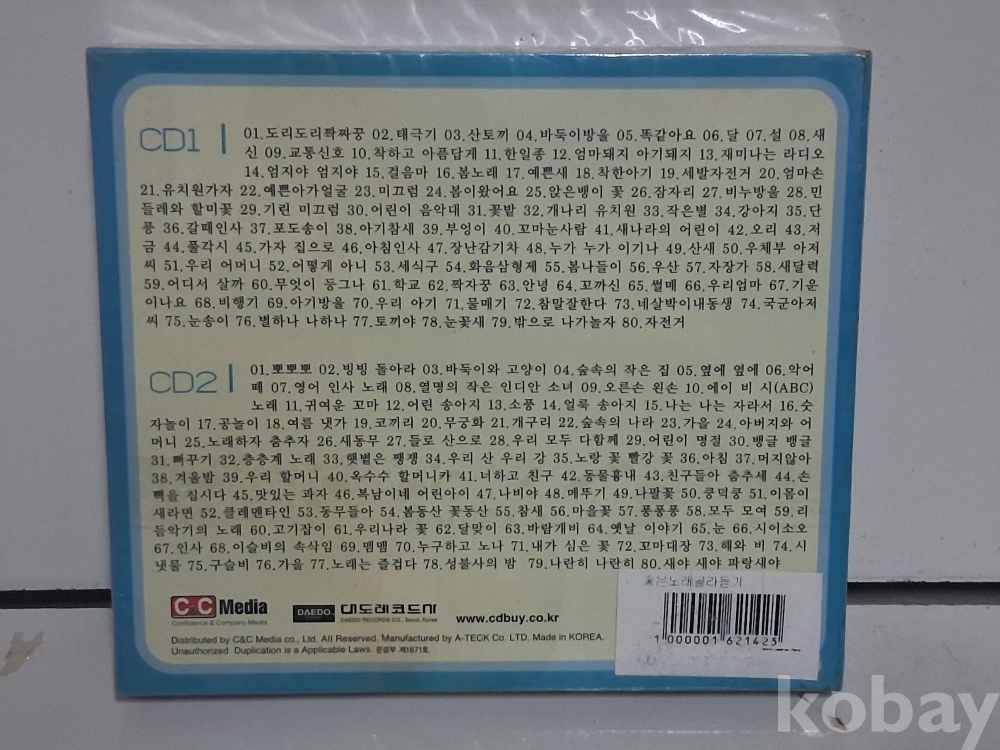 CD1
01.도리도리짝짜꿍 02.태극기 03.산토끼 04.바둑이방울 05.똑같아요 06.달 07.설 08.새
신 09.교통신호 10.착하고 아름답게 11.한일종 12.엄마돼지 아기돼지 13.재미나는 라디오
14.엄지야 엄지야 15.걸음마 16.봄노래 17.예쁜새 18.착한아기 19.세발자전거 20.엄마손
21.유치원가자 22.예쁜아가얼굴 23.미끄럼 24.봄이왔어요 25.앉은뱅이 꽃 26.잠자리 27.비누방울 28.민
들레와 할미꽃 29.기린 미끄럼 30.어린이 음악대 31.꽃밭 32.개나리 유치원 33.작은별 34.강아지 35.단
풍 36.갈때인사 37.포도송이 38.아기참새 39.부엉이 40.꼬마눈사람 41.새나라의 어린이 42.오리 43.저
금 44.풀각시 45.가자 집으로 46.아침인사 47.장난감기차 48.누가 누가 이기나 49.산새 50.우체부 아저
씨 51.우리 어머니 52.어떻게 아니 53.세식구 54.화음삼형제 55.봄나들이 56.우산 57.자장가 58.새달력
59.어디서 살까 60.무엇이 둥그나 61.학교 62.짝자꿍 63.안녕 64.꼬까신 65.썰매 66.우리엄마 67.기운
이나요 68.비행기 69.아기방울 70.우리 아기 71.물메기 72.참말잘한다 73.네살박이내동생 74.국군아저
씨 75.눈송이 76.별하나 나하나 77.토끼야 78.눈꽃새 79.밖으로 나가놀자 80.자전거
CD2
01.뽀뽀뽀 02.빙빙 돌아라 03.바둑이와 고양이 04.숲속의 작은 집 05.옆에 옆에 06.악어
떼 07.영어 인사 노래 08.열명의 작은 인디안 소녀 09.오른손 왼손 10.에이 비 시(ABC)
노래 11.귀여운 꼬마 12.어린 송아지 13.소풍 14.얼룩 송아지 15.나는 나는 자라서 16.숫
자놀이 17.공놀이 18.여름 냇가 19.코끼리 20.무궁화 21.개구리 22.숲속의 나라 23.가을 24.아버지와 어
머니 25.노래하자 춤추자 26.새동무 27.들로 산으로 28.우리 모두 다함께 29.어린이 명절 30.뱅글 뱅글
31.뻐꾸기 32.층층계 노래 33.햇볕은 쨍쨍 34.우리 산 우리 강 35.노랑 꽃 빨강 꽃 36.아침 37.머지않아
38.겨울밤 39.우리 할머니 40.옥수수 할머니카 41.너하고 친구 42.동물흉내 43.친구들아 춤추세 44.손
뼉을 칩시다 45.맛있는 과자 46.복남이네 어린아이 47.나비야 48.메뚜기 49.나팔꽃 50.쿵덕쿵 51.이몸이
새라면 52.클레멘타인 53.동무들아 54.봄동산 꽃동산 55.참새 56.마을꽃 57.퐁퐁퐁 58.모두 모여 59.리
듬악기의 노래 60.고기잡이 61.우리나라 꽃 62.달맞이 63.바람개비 64.옛날 이야기 65.눈 66.시이소오
67.인사 68.이슬비의 속삭임 69.맴맴 70.누구하고 노나 71.내가 심은 꽃 72.꼬마대장 73.해와 비 74.시
냇물 75.구슬비 76.가을 77.노래는 즐겁다 78.성불사의 밤 79.나란히 나란히 80.새야 새야 파랑새야
C&C Media
Confidence & Company Media
DAEDO
대도레코드사
DAEDO RECORDS CO., Seoul, Korea
www.cdbuy.co.kr
Distributed by C&C Media co., Ltd. All Reserved. Manufactured by A-TECK Co. LTD. Made in KOREA.
Unauthorized Duplication is a Applicable Laws. 문공부 제1871호.
좋은노래골라듣기
1 000001 621425
kobay